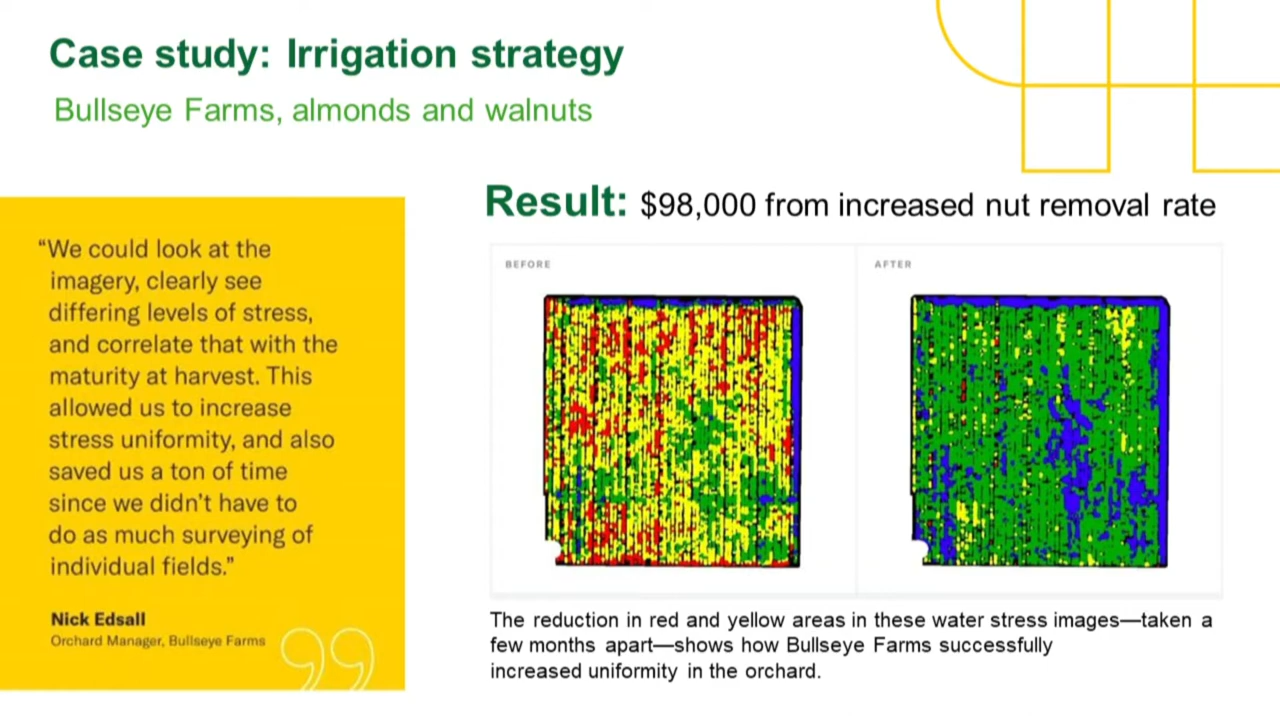 Case study: Irrigation strategy
Bullseye Farms, almonds and walnuts
“We could look at the
imagery, clearly see
differing levels of stress,
and correlate that with the
maturity at harvest. This
allowed us to increase
stress uniformity, and also
saved us a ton of time
since we didn’t have to
do as much surveying of
individual fields.”
Nick Edsall
Orchard Manager, Bullseye Farms
Result: $98,000 from increased nut removal rate
BEFORE
AFTER
The reduction in red and yellow areas in these water stress images—taken a
few months apart—shows how Bullseye Farms successfully
increased uniformity in the orchard.